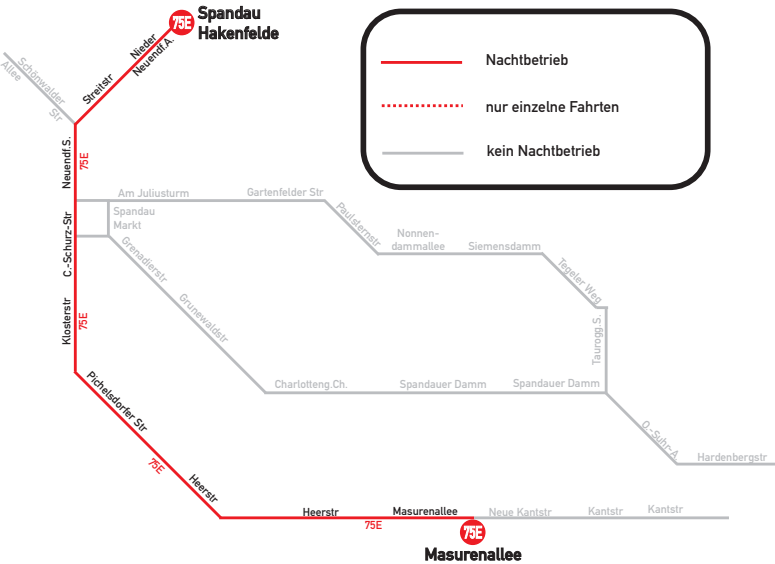 75E
Spandau
Hakenfelde
Nachtbetrieb
nur einzelne Fahrten
kein Nachtbetrieb
Nieder
Neuendf.A.
Streitstr
Schönwalder
Allee
Str
Neuendf.S.
75E
Am Juliusturm
Gartenfelder Str
Spandau
Markt
Paulsternstr
Nonnen-
dammallee
Siemensdamm
C.-Schurz-Str
Grenadierstr
Tegeler Weg
Klosterstr
75E
Grunewaldstr
Taurogg.S.
Pichelsdorfer Str
Charlotteng.Ch.
Spandauer Damm
Spandauer Damm
75E
Heerstr
O.-Suhr-A.
Hardenbergstr
Heerstr
75E
Masurenallee
Neue Kantstr
Kantstr
Kantstr
75E
Masurenallee